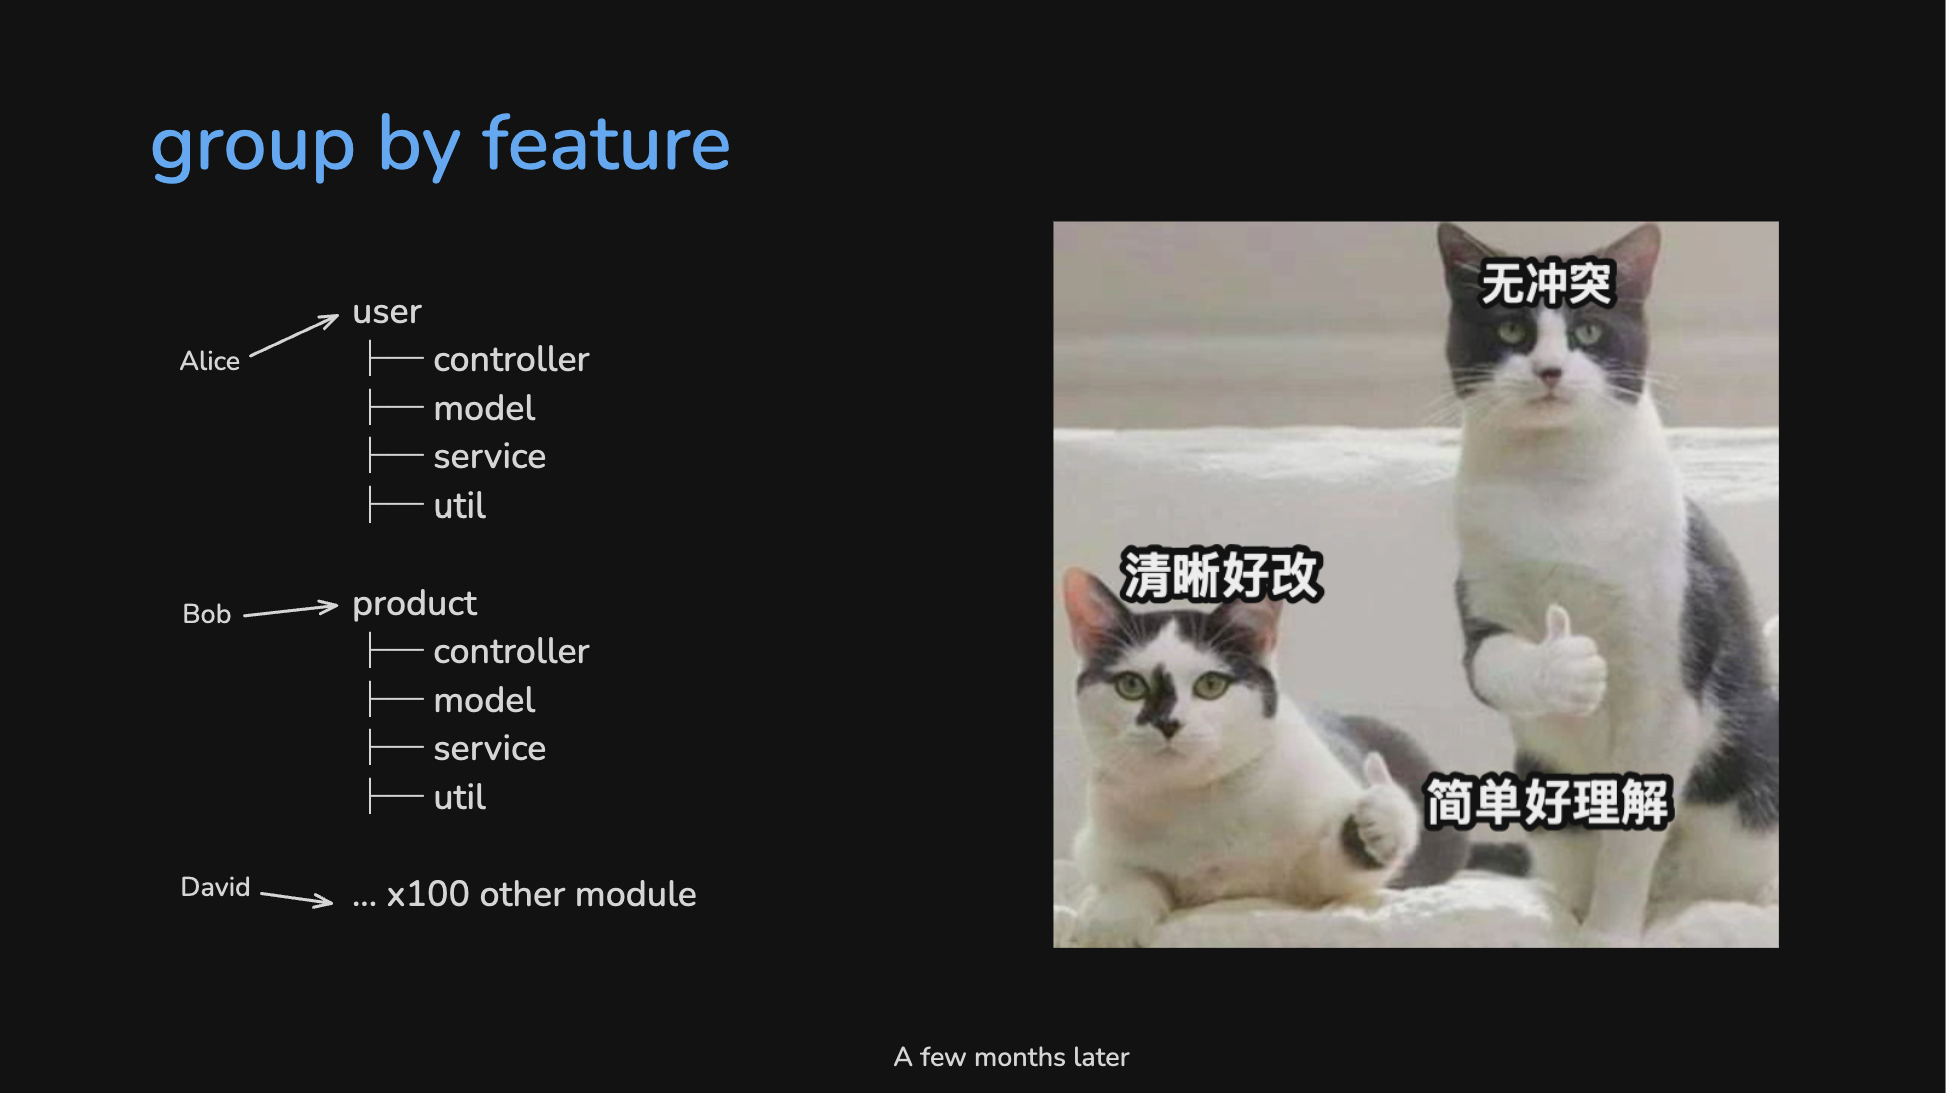 group by feature
Alice
user
controller
model
service
util
Bob
product
controller
model
service
util
David
... x100 other module
无冲突
清晰好改
简单好理解
A few months later